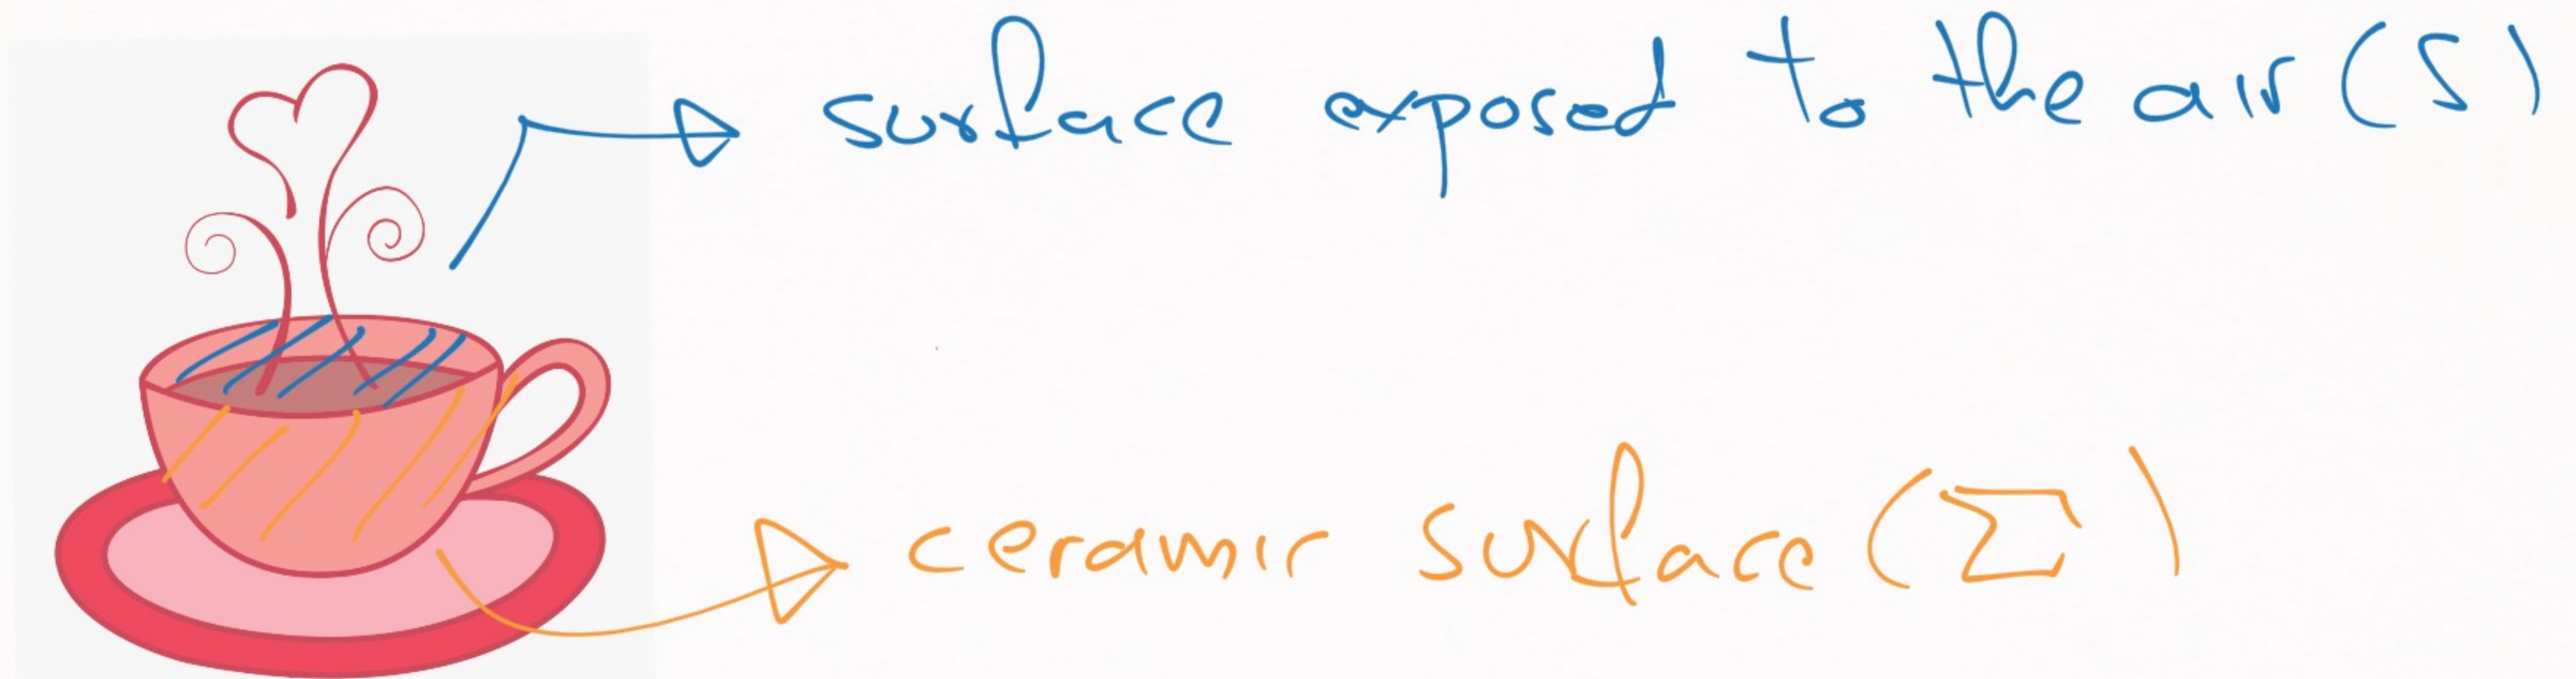 surface exposed to the air (S)
ceramic surface (Σ)